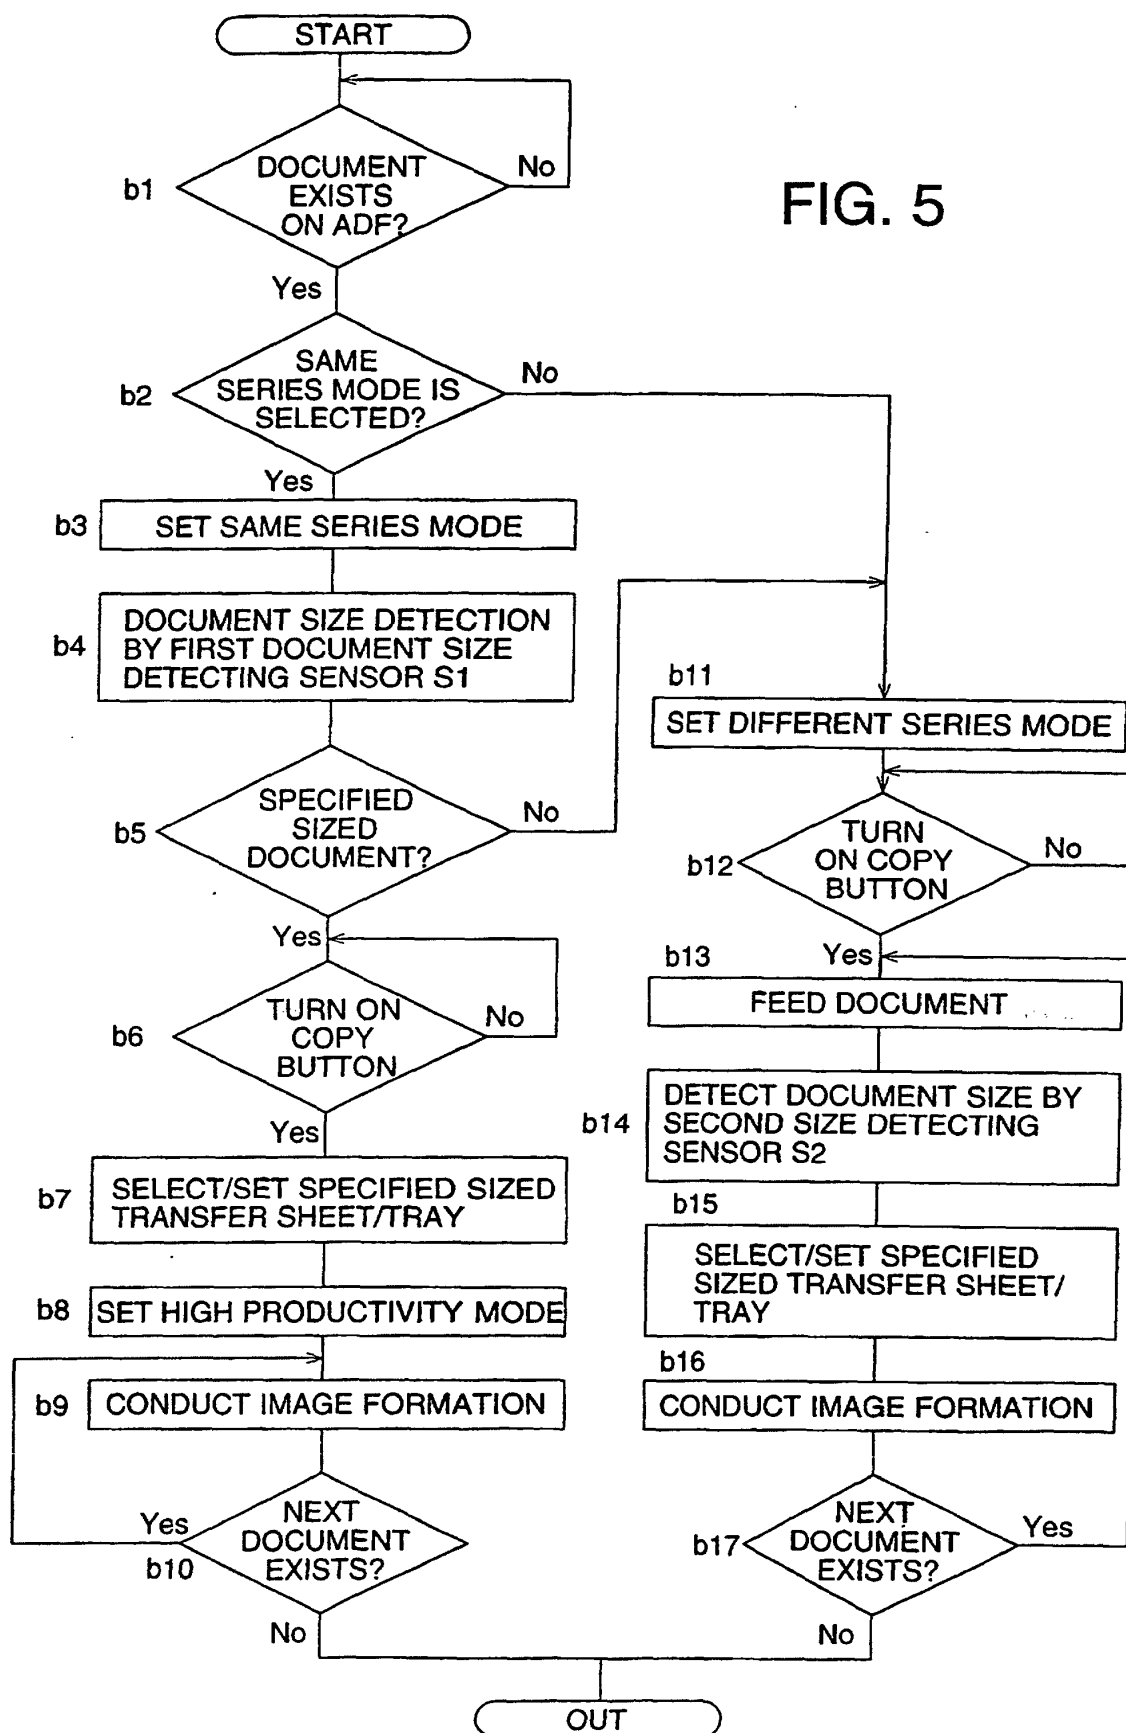 START
DOCUMENT
EXISTS
ON ADF?
No
b1
FIG. 5
Yes
SAME
SERIES MODE IS
SELECTED?
No
b2
Yes
b3
SET SAME SERIES MODE
b4
DOCUMENT SIZE DETECTION
BY FIRST DOCUMENT SIZE
DETECTING SENSOR S1
b5
SPECIFIED
SIZED
DOCUMENT?
No
Yes
b6
TURN ON
COPY
BUTTON
No
Yes
b7
SELECT/SET SPECIFIED SIZED
TRANSFER SHEET/TRAY
b8
SET HIGH PRODUCTIVITY MODE
b9
CONDUCT IMAGE FORMATION
Yes
b10
NEXT
DOCUMENT
EXISTS?
No
b11
SET DIFFERENT SERIES MODE
b12
TURN
ON COPY
BUTTON
No
Yes
b13
FEED DOCUMENT
b14
DETECT DOCUMENT SIZE BY
SECOND SIZE DETECTING
SENSOR S2
b15
SELECT/SET SPECIFIED
SIZED TRANSFER SHEET/
TRAY
b16
CONDUCT IMAGE FORMATION
b17
NEXT
DOCUMENT
EXISTS?
Yes
No
OUT